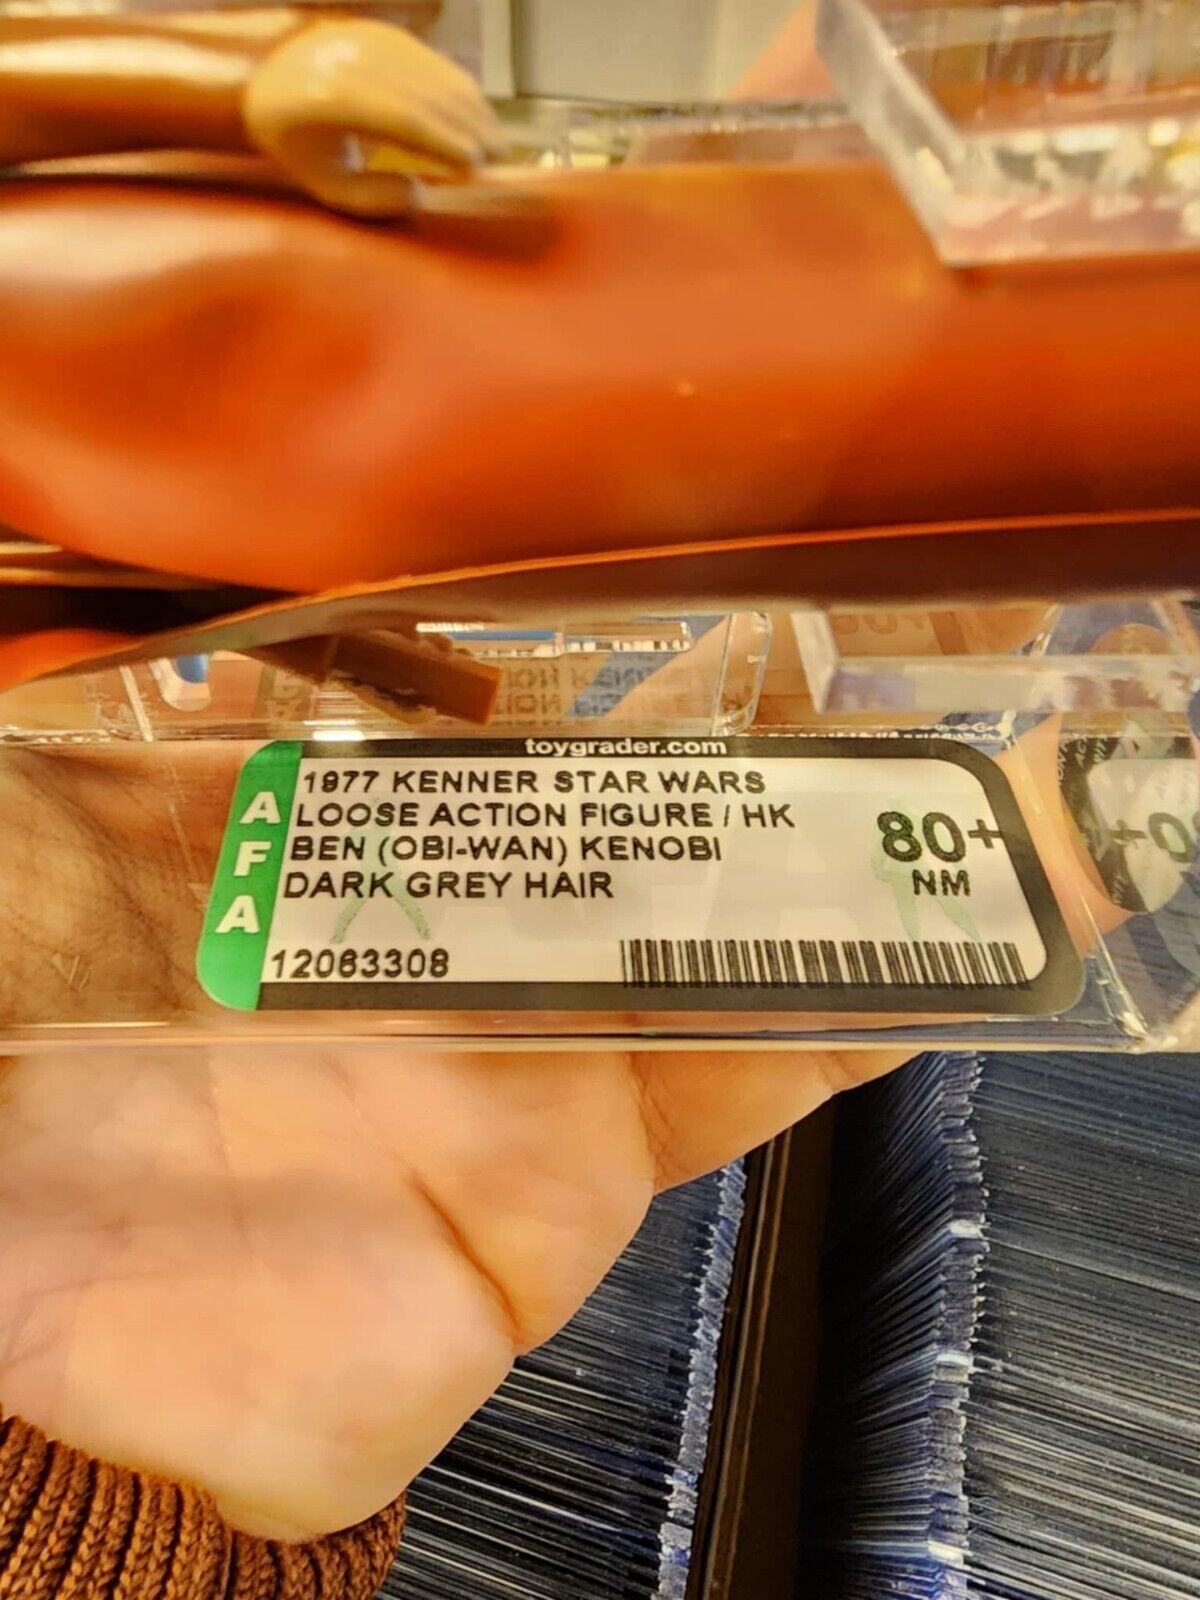 toygrader.com
AFA
1977 KENNER STAR WARS
LOOSE ACTION FIGURE / HK
BEN (OBI-WAN) KENOBI
DARK GREY HAIR
80+
NM
12063308